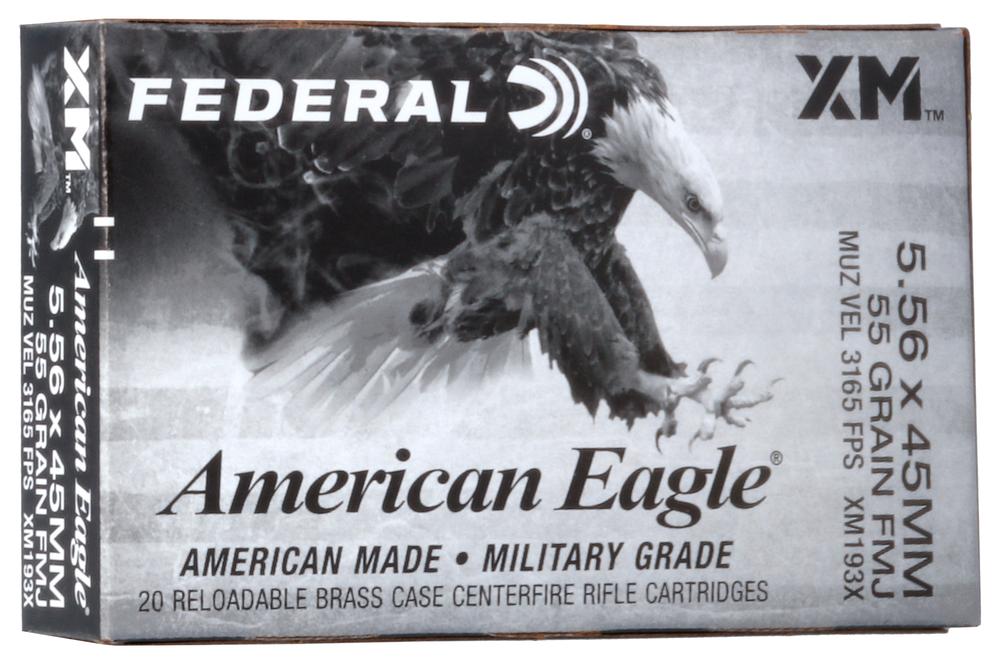 FEDERAL®
XM™
American Eagle®
AMERICAN MADE • MILITARY GRADE
20 RELOADABLE BRASS CASE CENTERFIRE RIFLE CARTRIDGES
5.56 x 45MM
55 GRAIN FMJ
MUZ VEL 3165 FPS XM193X
XM™
American Eagle®
5.56 x 45MM
55 GRAIN FMJ
MUZ VEL 3165 FPS XM193X